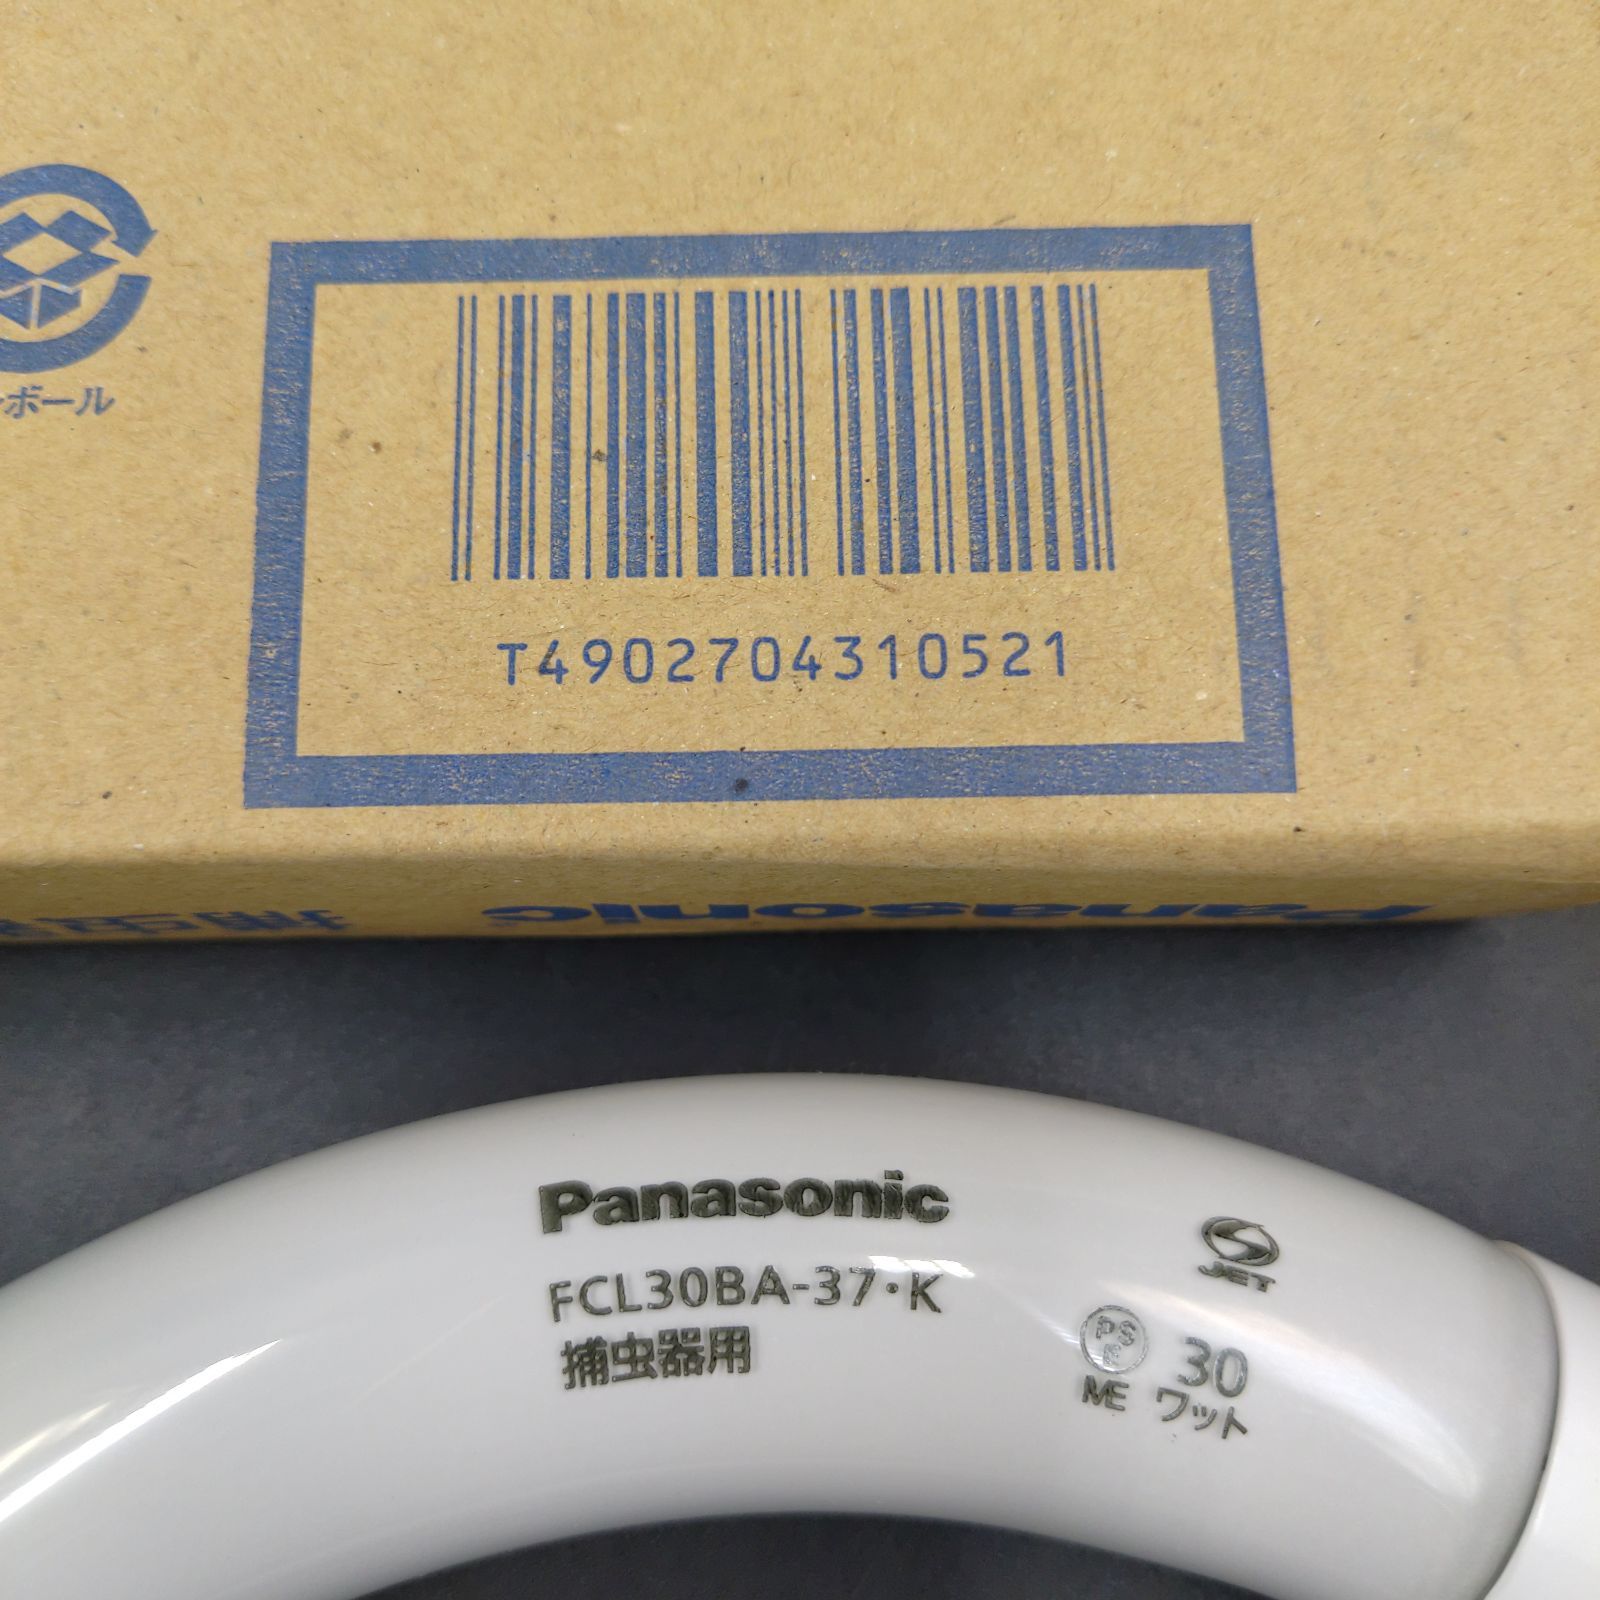 ボール
T4902704310521
Panasonic
Panasonic
FCL30BA-37・K
捕虫器用
JET
PS
E
ME
30
ワット